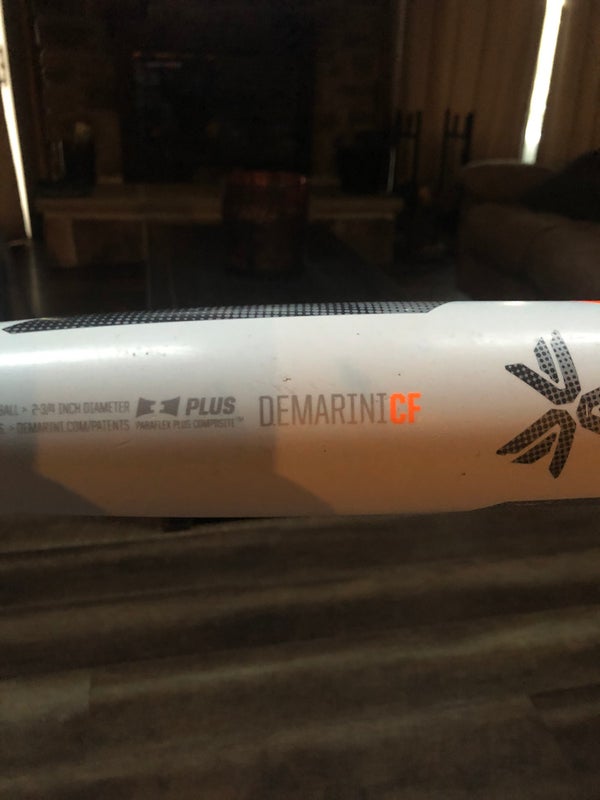 BALL > 2-3/4 INCH DIAMETER
> DEMARINI.COM/PATENTS
PLUS
PARAFLEX PLUS COMPOSITE™
DEMARINICF